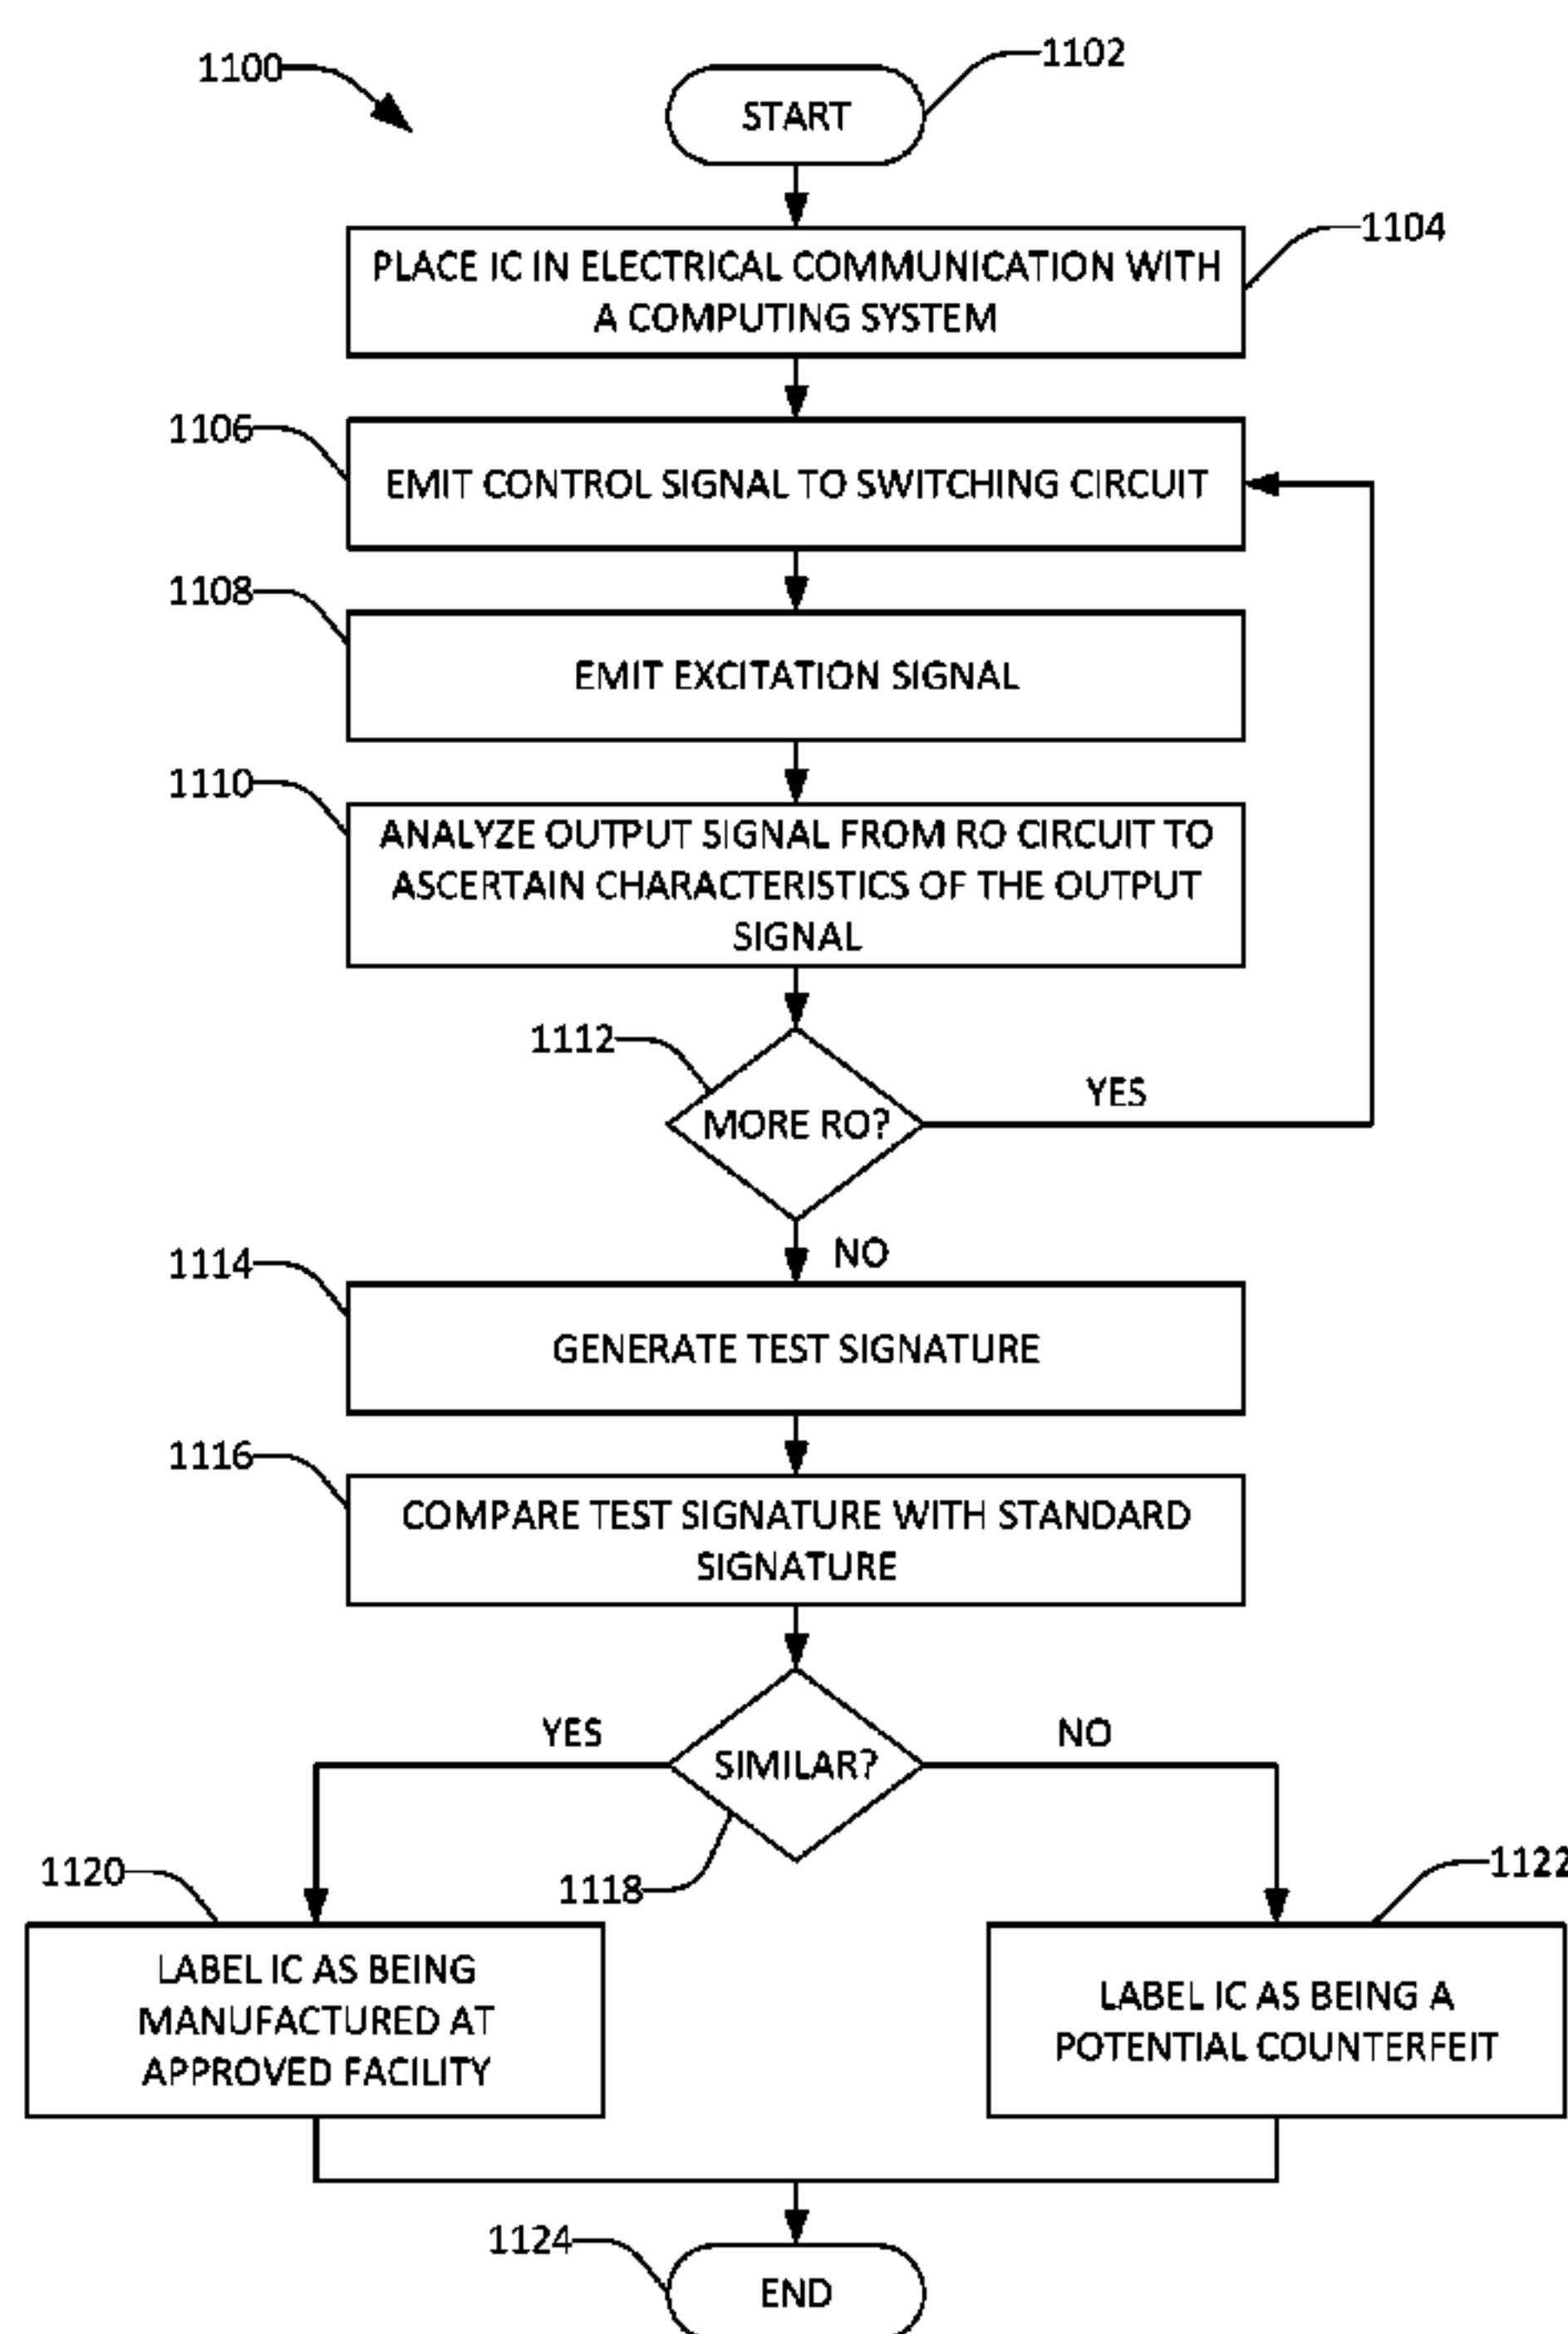 1100
1102
START
1104
PLACE IC IN ELECTRICAL COMMUNICATION WITH
A COMPUTING SYSTEM
1106
EMIT CONTROL SIGNAL TO SWITCHING CIRCUIT
1108
EMIT EXCITATION SIGNAL
1110
ANALYZE OUTPUT SIGNAL FROM RO CIRCUIT TO
ASCERTAIN CHARACTERISTICS OF THE OUTPUT
SIGNAL
1112
MORE RO?
YES
NO
1114
GENERATE TEST SIGNATURE
1116
COMPARE TEST SIGNATURE WITH STANDARD
SIGNATURE
YES
SIMILAR?
NO
1118
1120
LABEL IC AS BEING
MANUFACTURED AT
APPROVED FACILITY
1122
LABEL IC AS BEING A
POTENTIAL COUNTERFEIT
1124
END